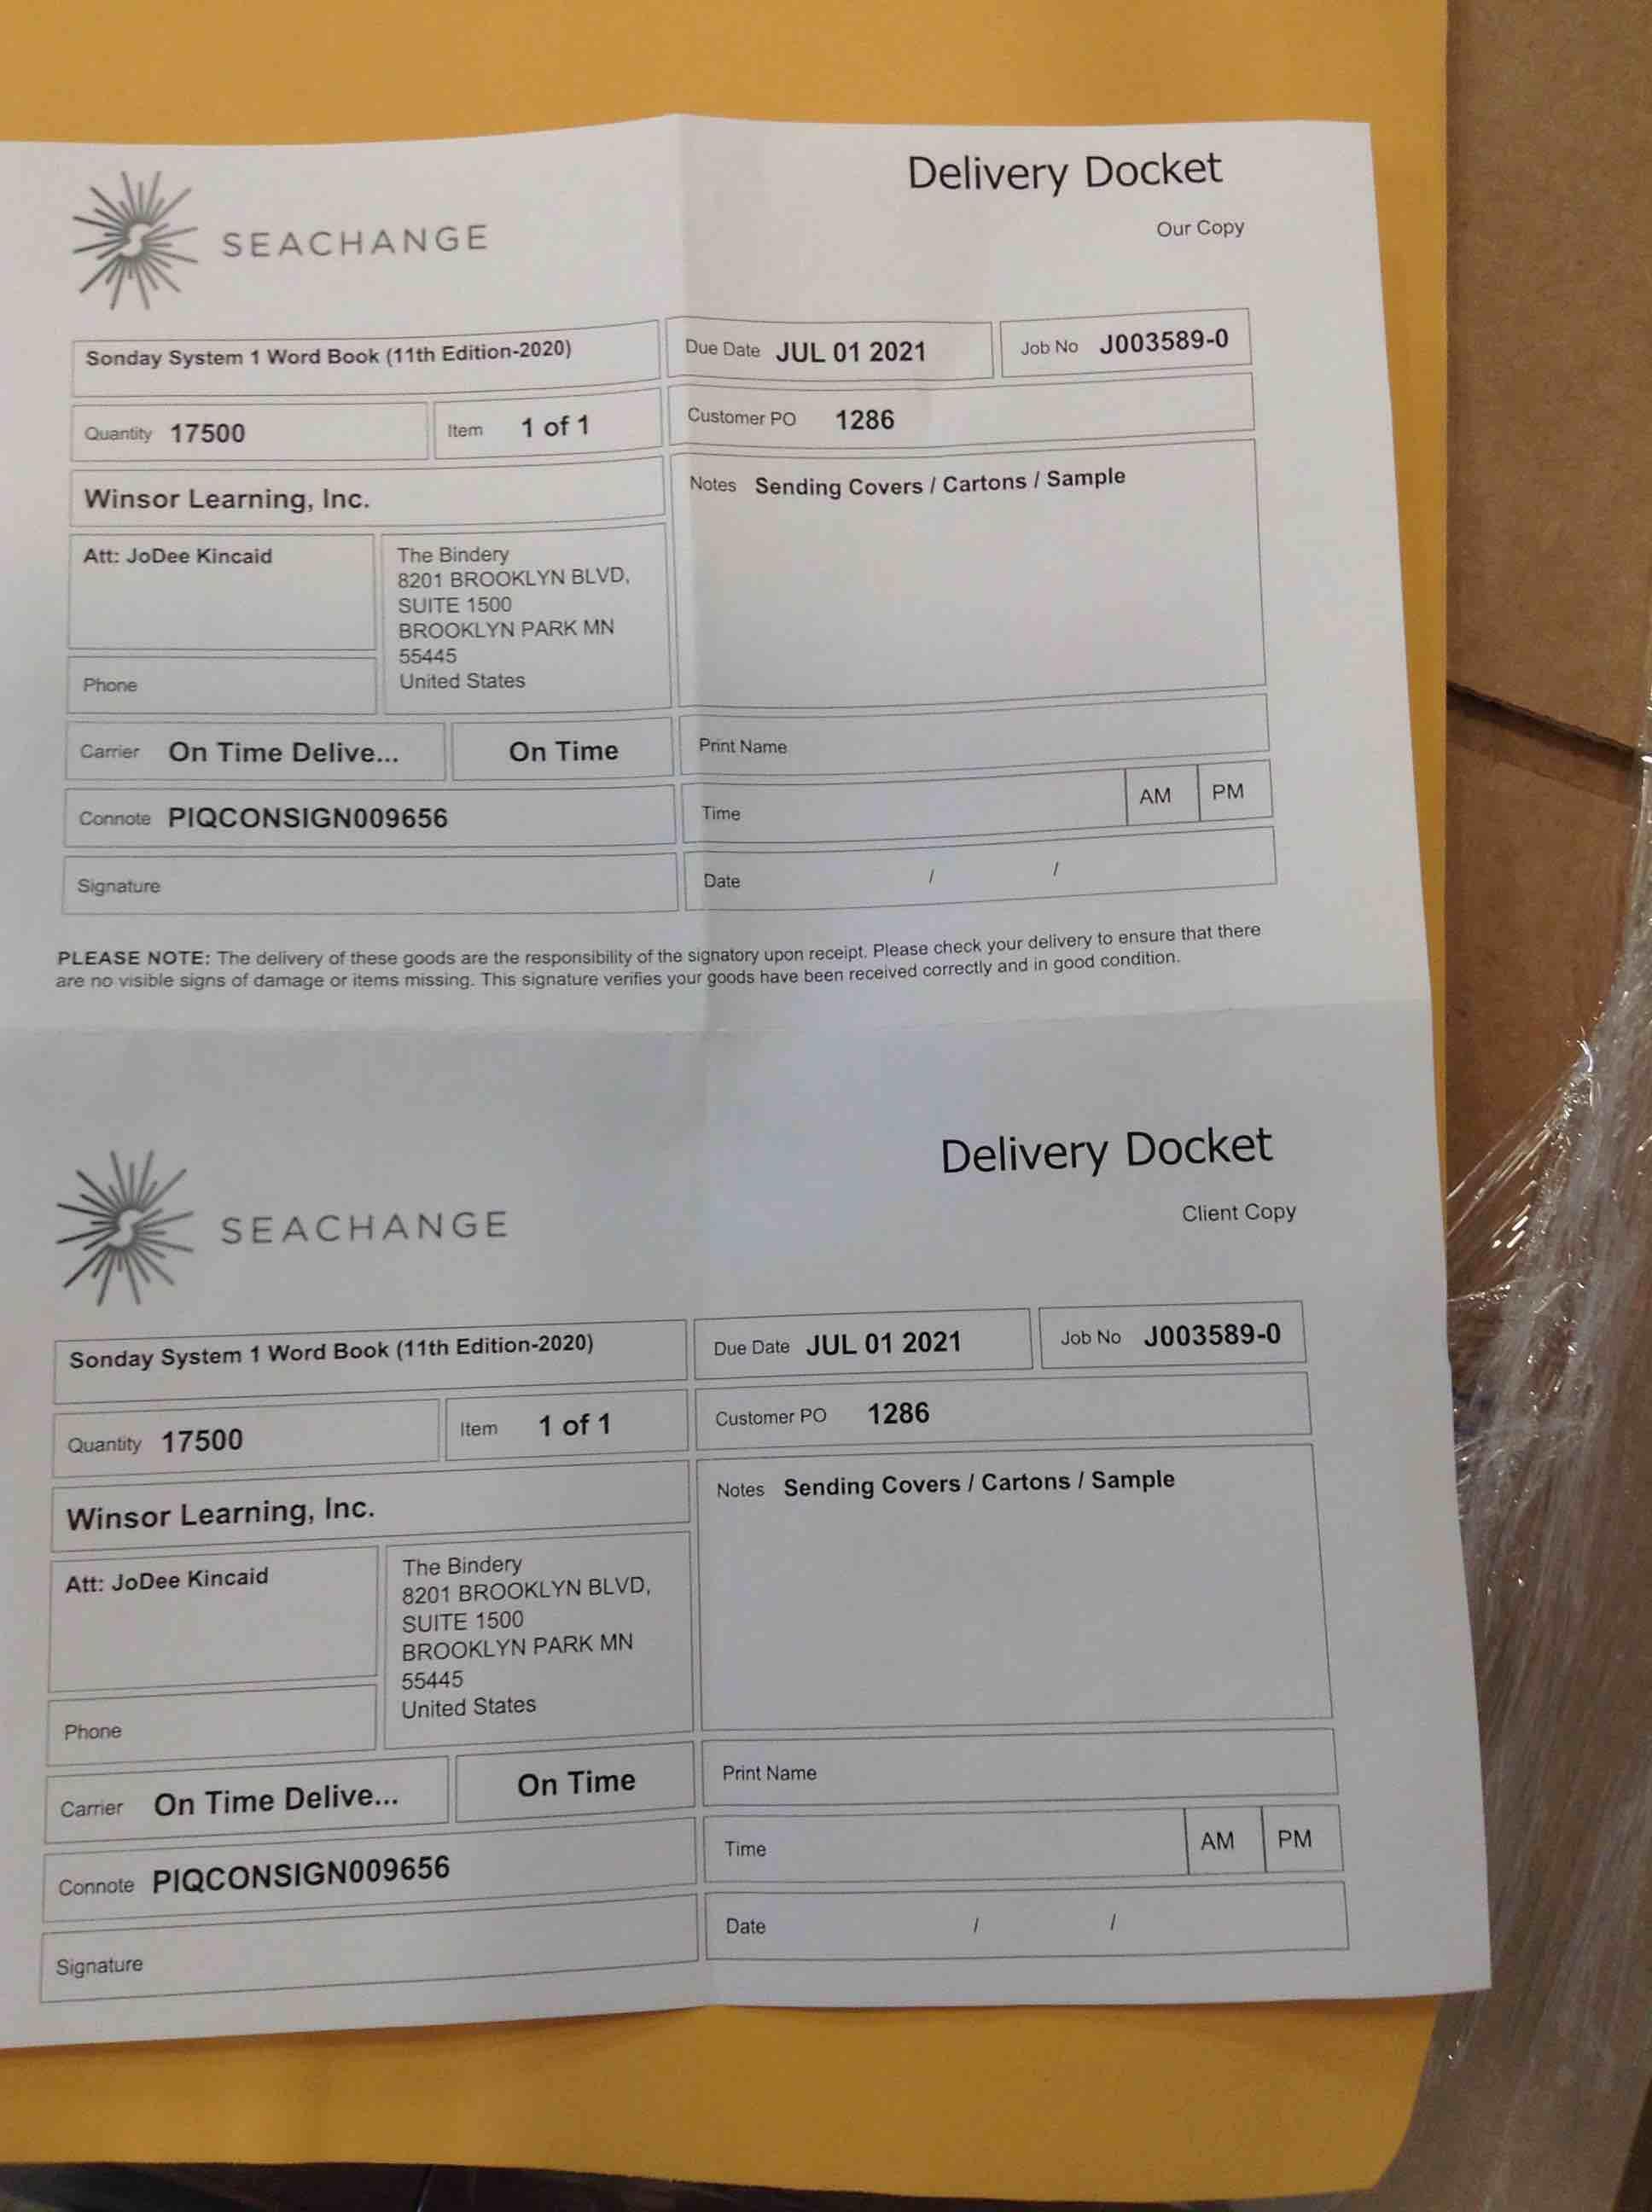 Delivery Docket
Our Copy
SEACHANGE
Sonday System 1 Word Book (11th Edition-2020)
Due Date JUL 01 2021
Job No J003589-0
Quantity 17500
Item 1 of 1
Customer PO 1286
Winsor Learning, Inc.
Notes Sending Covers / Cartons / Sample
Att: JoDee Kincaid
The Bindery
8201 BROOKLYN BLVD,
SUITE 1500
BROOKLYN PARK MN
55445
United States
Phone
Carrier On Time Delive...
On Time
Print Name
Connote PIQCONSIGN009656
Time
AM
PM
Signature
Date / /
PLEASE NOTE: The delivery of these goods are the responsibility of the signatory upon receipt. Please check your delivery to ensure that there
are no visible signs of damage or items missing. This signature verifies your goods have been received correctly and in good condition.
Delivery Docket
Client Copy
SEACHANGE
Sonday System 1 Word Book (11th Edition-2020)
Due Date JUL 01 2021
Job No J003589-0
Quantity 17500
Item 1 of 1
Customer PO 1286
Winsor Learning, Inc.
Notes Sending Covers / Cartons / Sample
Att: JoDee Kincaid
The Bindery
8201 BROOKLYN BLVD,
SUITE 1500
BROOKLYN PARK MN
55445
United States
Phone
Carrier On Time Delive...
On Time
Print Name
Connote PIQCONSIGN009656
Time
AM
PM
Signature
Date / /